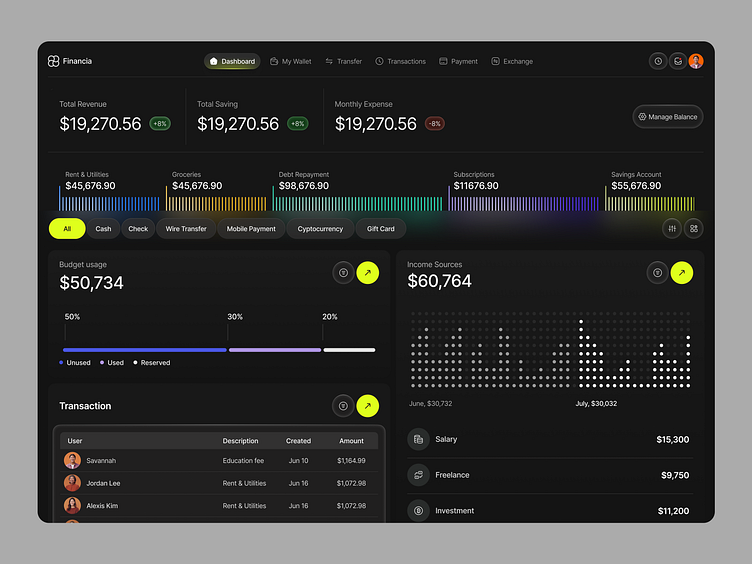 Financia
Dashboard
My Wallet
Transfer
Transactions
Payment
Exchange
Total Revenue
$19,270.56 +8%
Total Saving
$19,270.56 +8%
Monthly Expense
$19,270.56 -8%
Manage Balance
Rent & Utilities
$45,676.90
Groceries
$45,676.90
Debt Repayment
$98,676.90
Subscriptions
$11676.90
Savings Account
$55,676.90
All
Cash
Check
Wire Transfer
Mobile Payment
Cryptocurrency
Gift Card
Budget usage
$50,734
50%
30%
20%
Unused
Used
Reserved
Income Sources
$60,764
June, $30,732
July, $30,032
Transaction
User Description Created Amount
Savannah Education fee Jun 10 $1,164.99
Jordan Lee Rent & Utilities Jun 16 $1,072.98
Alexis Kim Rent & Utilities Jun 16 $1,072.98
Salary $15,300
Freelance $9,750
Investment $11,200